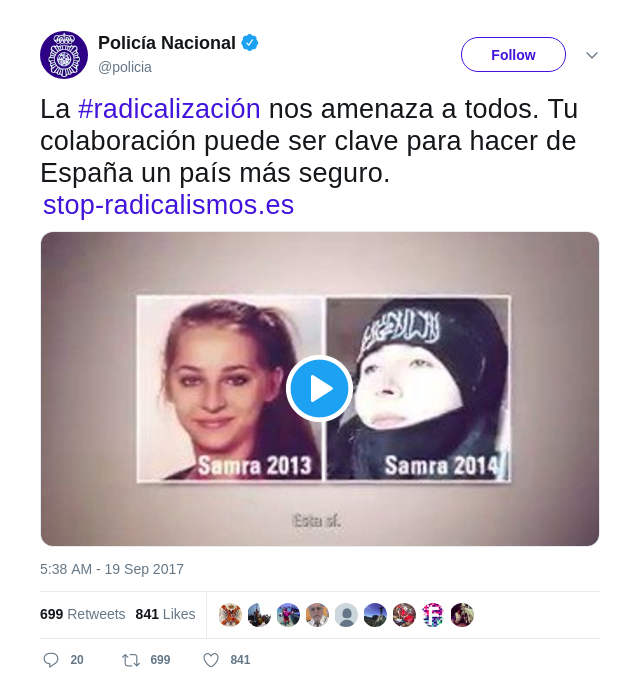 Policía Nacional
@policia
Follow
La #radicalización nos amenaza a todos. Tu
colaboración puede ser clave para hacer de
España un país más seguro.
stop-radicalismos.es
Samra 2013
Samra 2014
Esta sí.
5:38 AM - 19 Sep 2017
699 Retweets 841 Likes
20 699 841